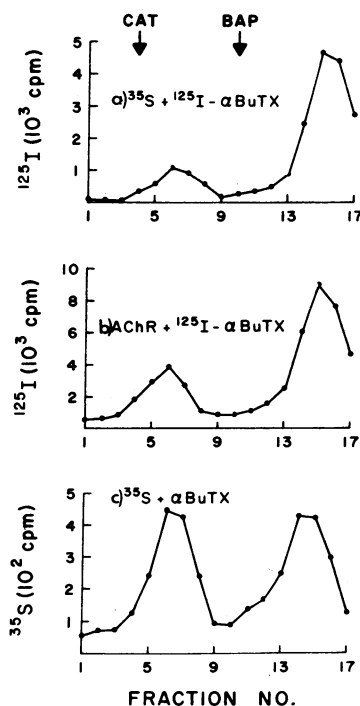 CAT BAP
5
4
3
2
1
¹²⁵I (10³ cpm)
a) ³⁵S + ¹²⁵I - αBuTX
1 5 9 13 17
10
8
6
4
2
¹²⁵I (10³ cpm)
b) AChR + ¹²⁵I - αBuTX
1 5 9 13 17
5
4
3
2
1
³⁵S (10² cpm)
c) ³⁵S + αBuTX
1 5 9 13 17
FRACTION NO.